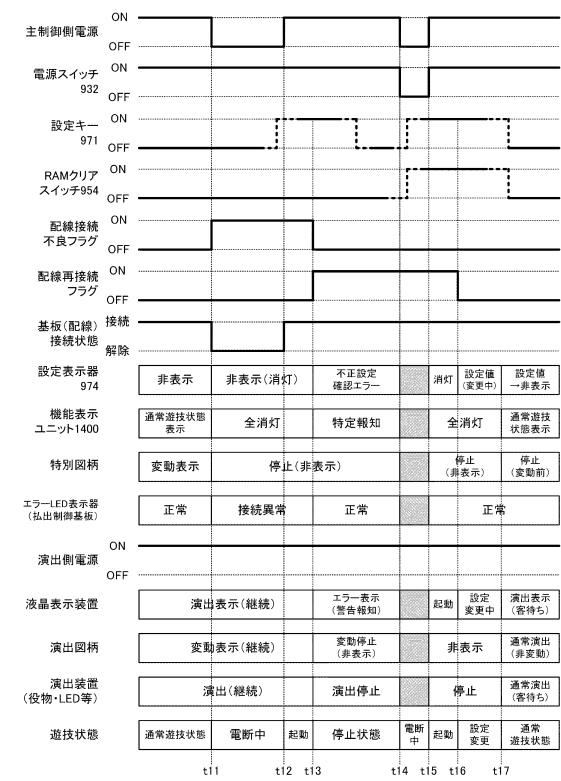 ON
主制御側電源
OFF
ON
電源スイッチ
932
OFF
ON
設定キー
971
OFF
ON
RAMクリア
スイッチ954
OFF
ON
配線接続
不良フラグ
OFF
ON
配線再接続
フラグ
OFF
基板(配線)
接続状態
接続
解除
設定表示器
974
非表示
非表示(消灯)
不正設定
確認エラー
消灯
設定値
(変更中)
設定値
→非表示
機能表示
ユニット1400
通常遊技状態
表示
全消灯
特定報知
全消灯
通常遊技
状態表示
特別図柄
変動表示
停止(非表示)
停止
(非表示)
停止
(変動前)
エラーLED表示器
(払出制御基板)
正常
接続異常
正常
正常
ON
演出側電源
OFF
液晶表示装置
演出表示(継続)
エラー表示
(警告報知)
起動
設定
変更中
演出表示
(客待ち)
演出図柄
変動表示(継続)
変動停止
(非表示)
非表示
通常演出
(非変動)
演出装置
(役物・LED等)
演出(継続)
演出停止
停止
通常演出
(客待ち)
遊技状態
通常遊技状態
電断中
起動
停止状態
電断
中
起動
設定
変更
通常
遊技状態
t11 t12 t13 t14 t15 t16 t17